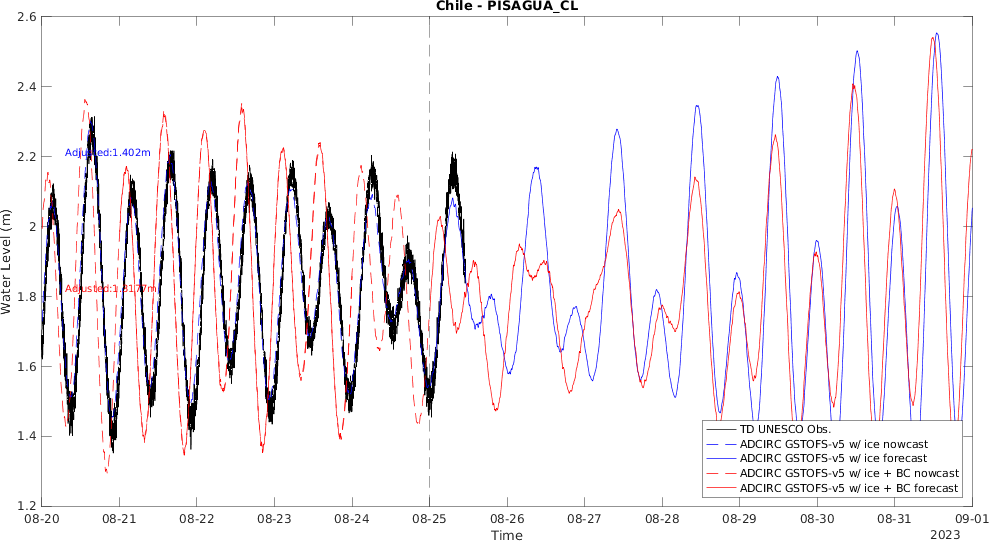 Chile - PISAGUA_CL
2.6
2.4
2.2
2
1.8
1.6
1.4
1.2
Water Level (m)
Adjusted:1.402m
Adjusted:1.3177m
TD UNESCO Obs.
ADCIRC GSTOFS-v5 w/ ice nowcast
ADCIRC GSTOFS-v5 w/ ice forecast
ADCIRC GSTOFS-v5 w/ ice + BC nowcast
ADCIRC GSTOFS-v5 w/ ice + BC forecast
08-20 08-21 08-22 08-23 08-24 08-25 08-26 08-27 08-28 08-29 08-30 08-31 09-01
Time
2023